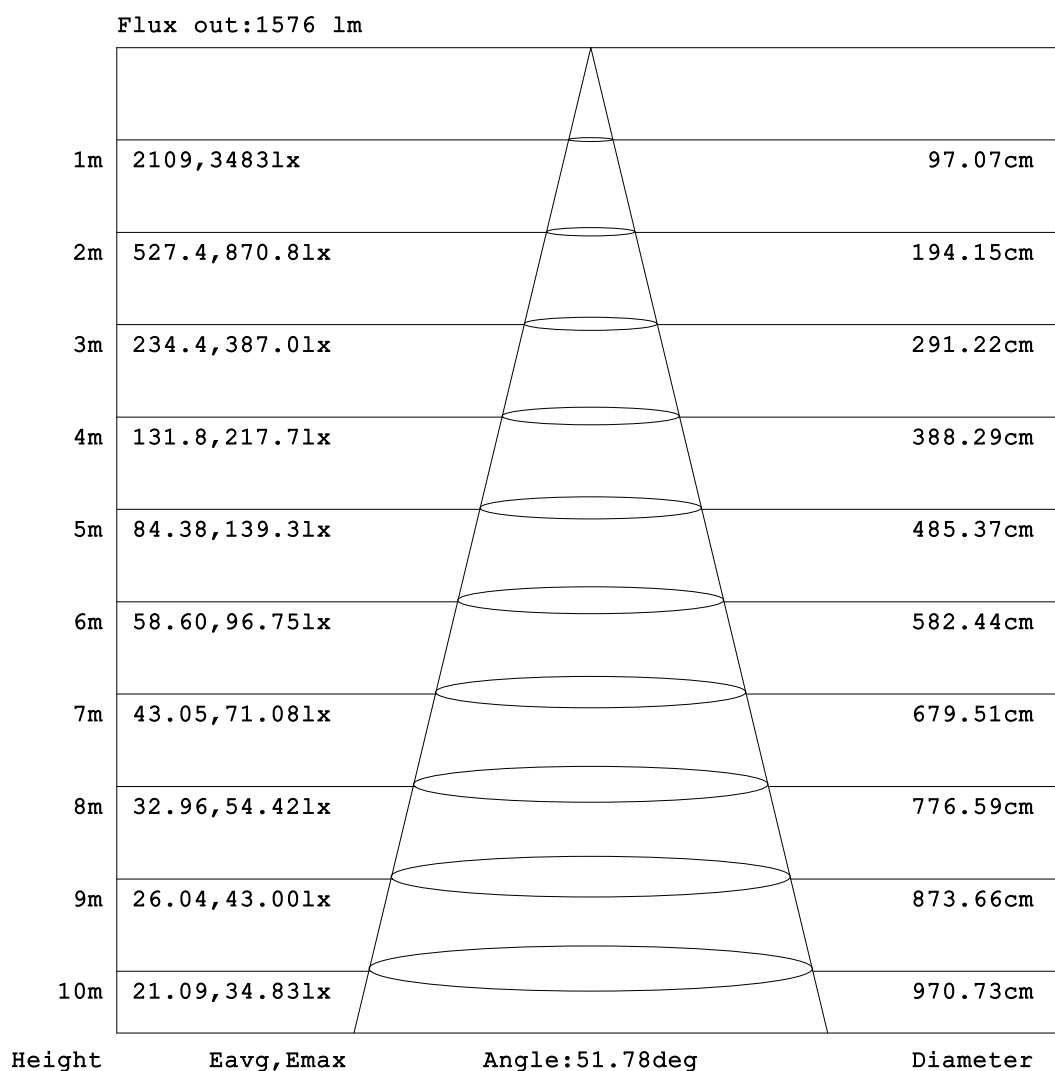 Flux out:1576 lm
1m 2109,3483lx 97.07cm
2m 527.4,870.8lx 194.15cm
3m 234.4,387.0lx 291.22cm
4m 131.8,217.7lx 388.29cm
5m 84.38,139.3lx 485.37cm
6m 58.60,96.75lx 582.44cm
7m 43.05,71.08lx 679.51cm
8m 32.96,54.42lx 776.59cm
9m 26.04,43.00lx 873.66cm
10m 21.09,34.83lx 970.73cm
Height Eavg,Emax Angle:51.78deg Diameter